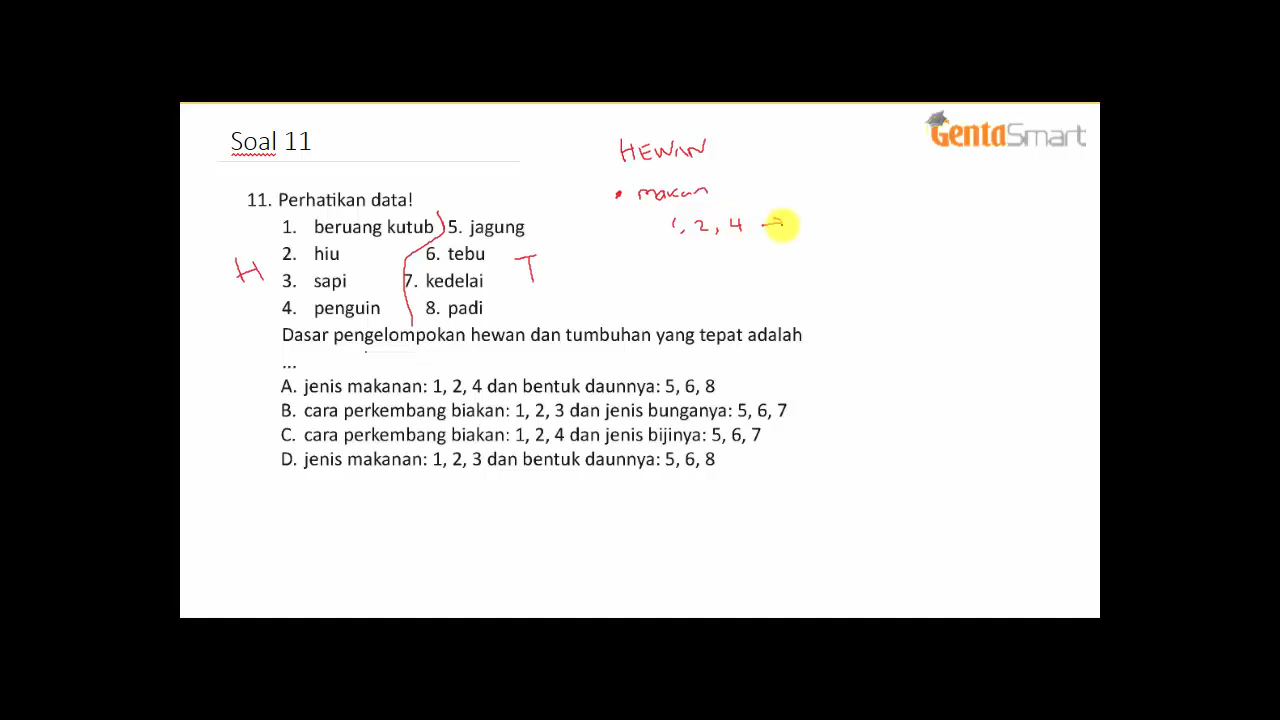 Soal 11
GentaSmart
HEWAN
• makan
1, 2, 4 →
11. Perhatikan data!
1. beruang kutub 5. jagung
2. hiu 6. tebu
3. sapi 7. kedelai
4. penguin 8. padi
H
T
Dasar pengelompokan hewan dan tumbuhan yang tepat adalah
...
A. jenis makanan: 1, 2, 4 dan bentuk daunnya: 5, 6, 8
B. cara perkembang biakan: 1, 2, 3 dan jenis bunganya: 5, 6, 7
C. cara perkembang biakan: 1, 2, 4 dan jenis bijinya: 5, 6, 7
D. jenis makanan: 1, 2, 3 dan bentuk daunnya: 5, 6, 8